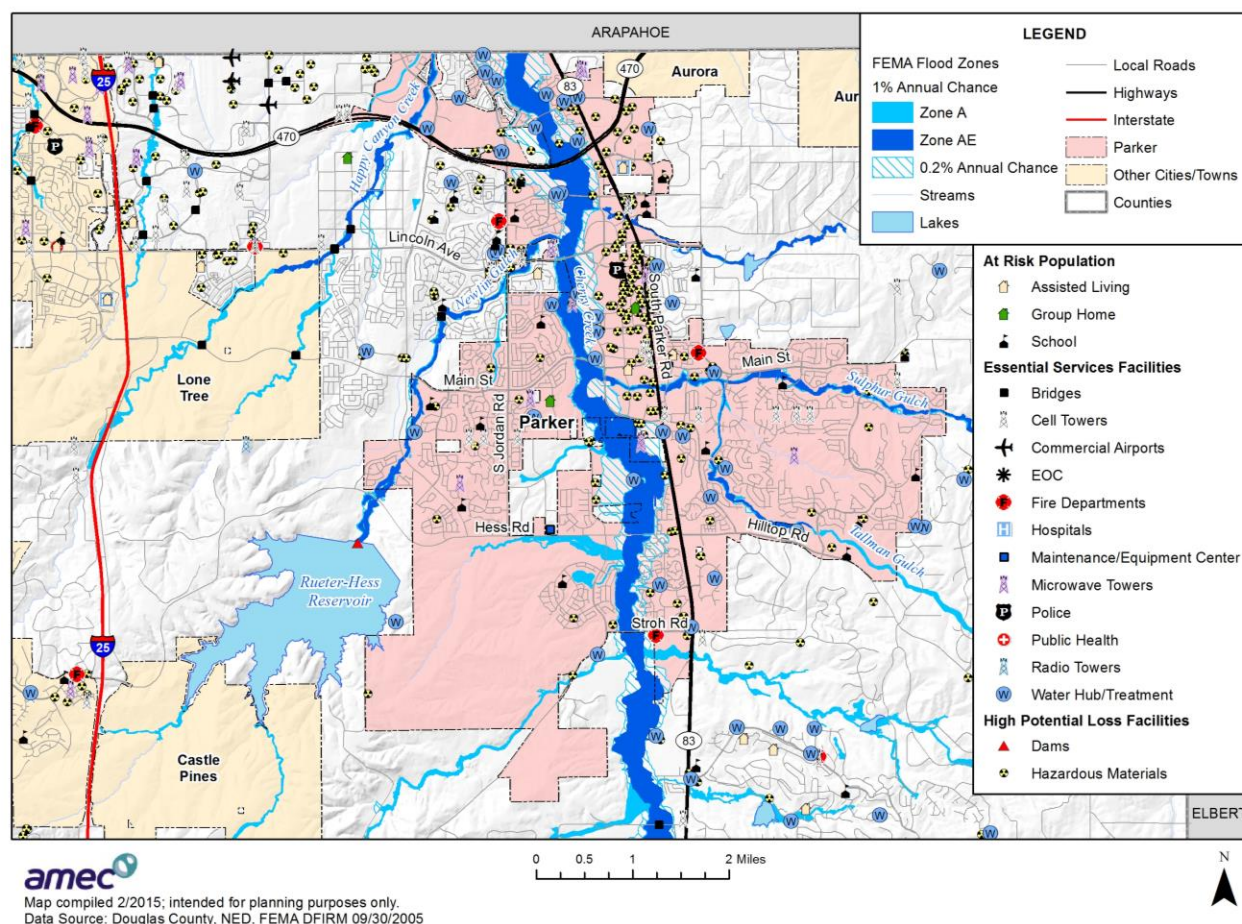 ARAPAHOE
LEGEND
FEMA Flood Zones
1% Annual Chance
Zone A
Zone AE
0.2% Annual Chance
Streams
Lakes
Local Roads
Highways
Interstate
Parker
Other Cities/Towns
Counties
At Risk Population
Assisted Living
Group Home
School
Essential Services Facilities
Bridges
Cell Towers
Commercial Airports
EOC
Fire Departments
Hospitals
Maintenance/Equipment Center
Microwave Towers
Police
Public Health
Radio Towers
Water Hub/Treatment
High Potential Loss Facilities
Dams
Hazardous Materials
25
470
83
470
Aurora
Aur
Happy Canyon Creek
Lincoln Ave
Newlin Gulch
Cherry Creek
South Parker Rd
Lone
Tree
Main St
Main St
Sulphur Gulch
S Jordan Rd
Parker
Hess Rd
Hilltop Rd
Tallman Gulch
Rueter-Hess
Reservoir
Stroh Rd
25
83
Castle
Pines
ELBERT
amec
0 0.5 1 2 Miles
N
Map compiled 2/2015; intended for planning purposes only.
Data Source: Douglas County, NED, FEMA DFIRM 09/30/2005